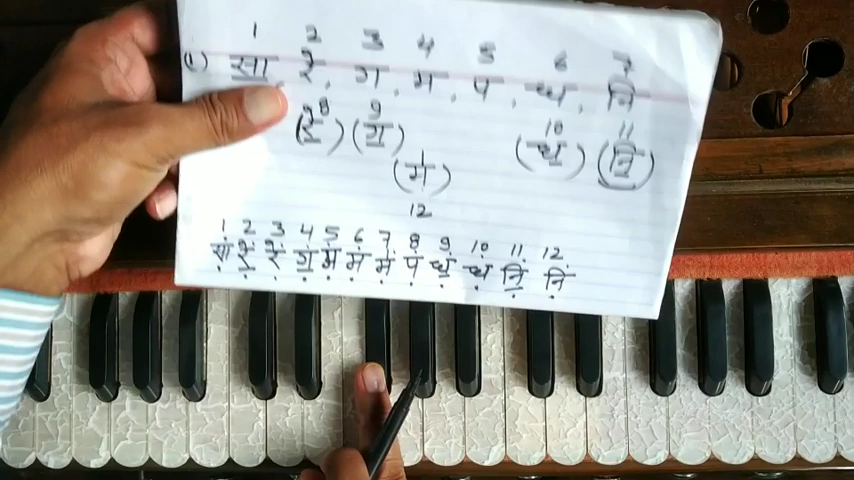 1 2 3 4 5 6 7
(1) सा, रे, ग, म, प, ध, नि
8 9 10 11
(रे) (ग) (ध) (नि)
(म)
12
1 2 3 4 5 6 7 8 9 10 11 12
सा रे रे ग ग म म प ध ध नि नि